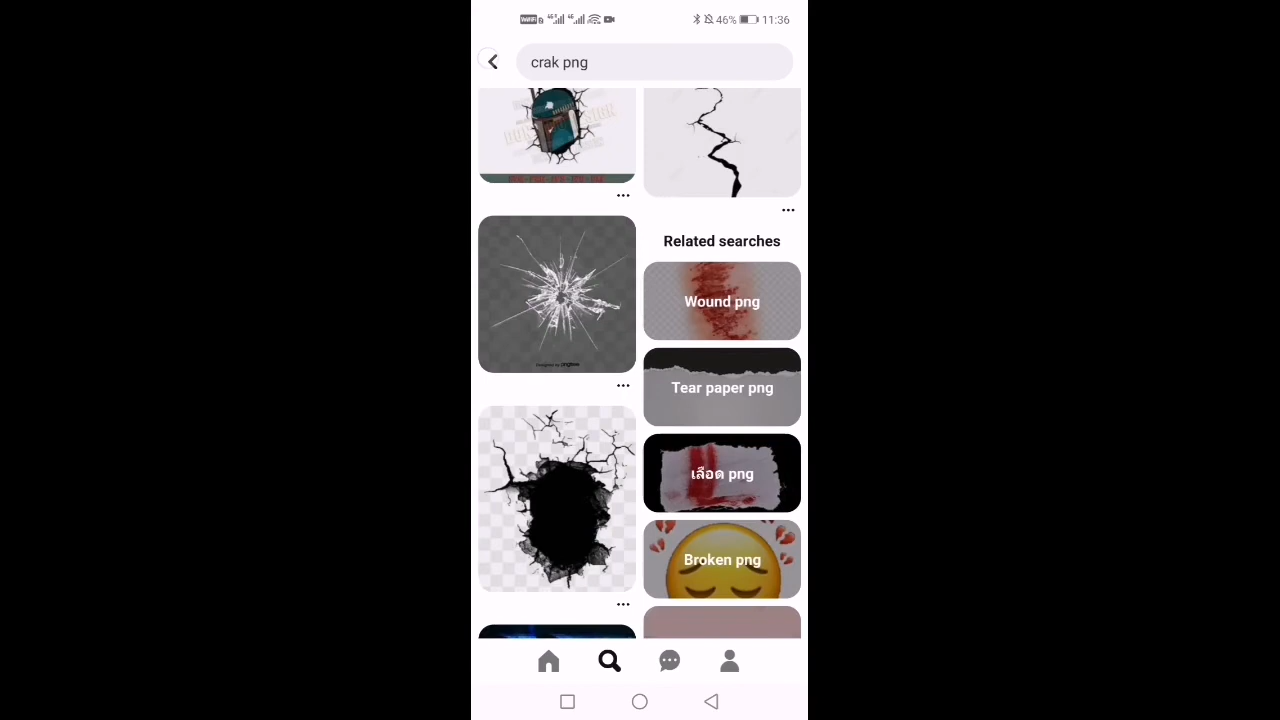 46% 11:36
crak png
Related searches
Wound png
Tear paper png
เลือด png
Broken png